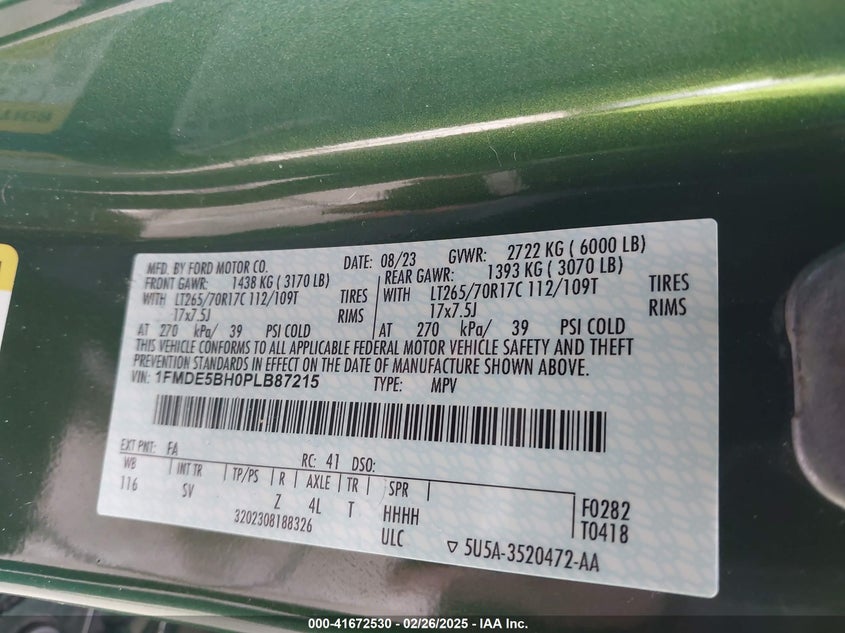 MFD. BY FORD MOTOR CO.
DATE: 08/23 GVWR: 2722 KG ( 6000 LB)
FRONT GAWR: 1438 KG ( 3170 LB)
WITH LT265/70R17C 112/109T TIRES
17x7.5J RIMS
AT 270 kPa/ 39 PSI COLD
REAR GAWR: 1393 KG ( 3070 LB)
WITH LT265/70R17C 112/109T TIRES
17x7.5J RIMS
AT 270 kPa/ 39 PSI COLD
THIS VEHICLE CONFORMS TO ALL APPLICABLE FEDERAL MOTOR VEHICLE SAFETY AND THEFT
PREVENTION STANDARDS IN EFFECT ON THE DATE OF MANUFACTURE SHOWN ABOVE.
VIN: 1FMDE5BH0PLB87215 TYPE: MPV
EXT PNT: FA RC: 41 DSO:
WB INT TR TP/PS R AXLE TR SPR
116 SV Z 4L T HHHH
3202308188326 ULC
F0282
T0418
▽ 5U5A-3520472-AA
000-41672530 - 02/26/2025 - IAA Inc.